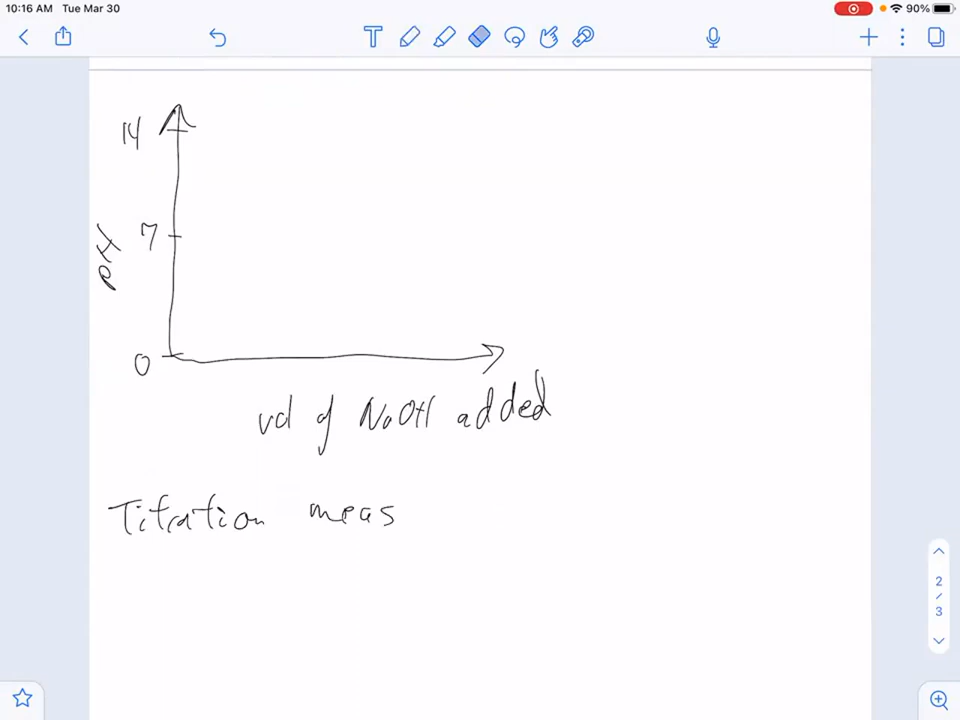 10:16 AM Tue Mar 30
90%
14
7
pH
0
vol of NaOH added
Titration meas
2
/
3